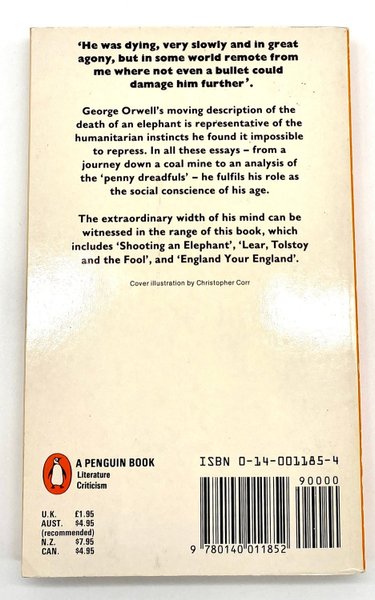 ‘He was dying, very slowly and in great
agony, but in some world remote from
me where not even a bullet could
damage him further’.
George Orwell’s moving description of the
death of an elephant is representative of the
humanitarian instincts he found it impossible
to repress. In all these essays – from a
journey down a coal mine to an analysis of
the ‘penny dreadfuls’ – he fulfils his role as
the social conscience of his age.
The extraordinary width of his mind can be
witnessed in the range of this book, which
includes ‘Shooting an Elephant’, ‘Lear, Tolstoy
and the Fool’, and ‘England Your England’.
Cover illustration by Christopher Corr
A PENGUIN BOOK
Literature
Criticism
U.K. £1.95
AUST. $4.95
(recommended)
N.Z. $7.95
CAN. $4.95
ISBN 0-14-001185-4
90000
9 780140 011852